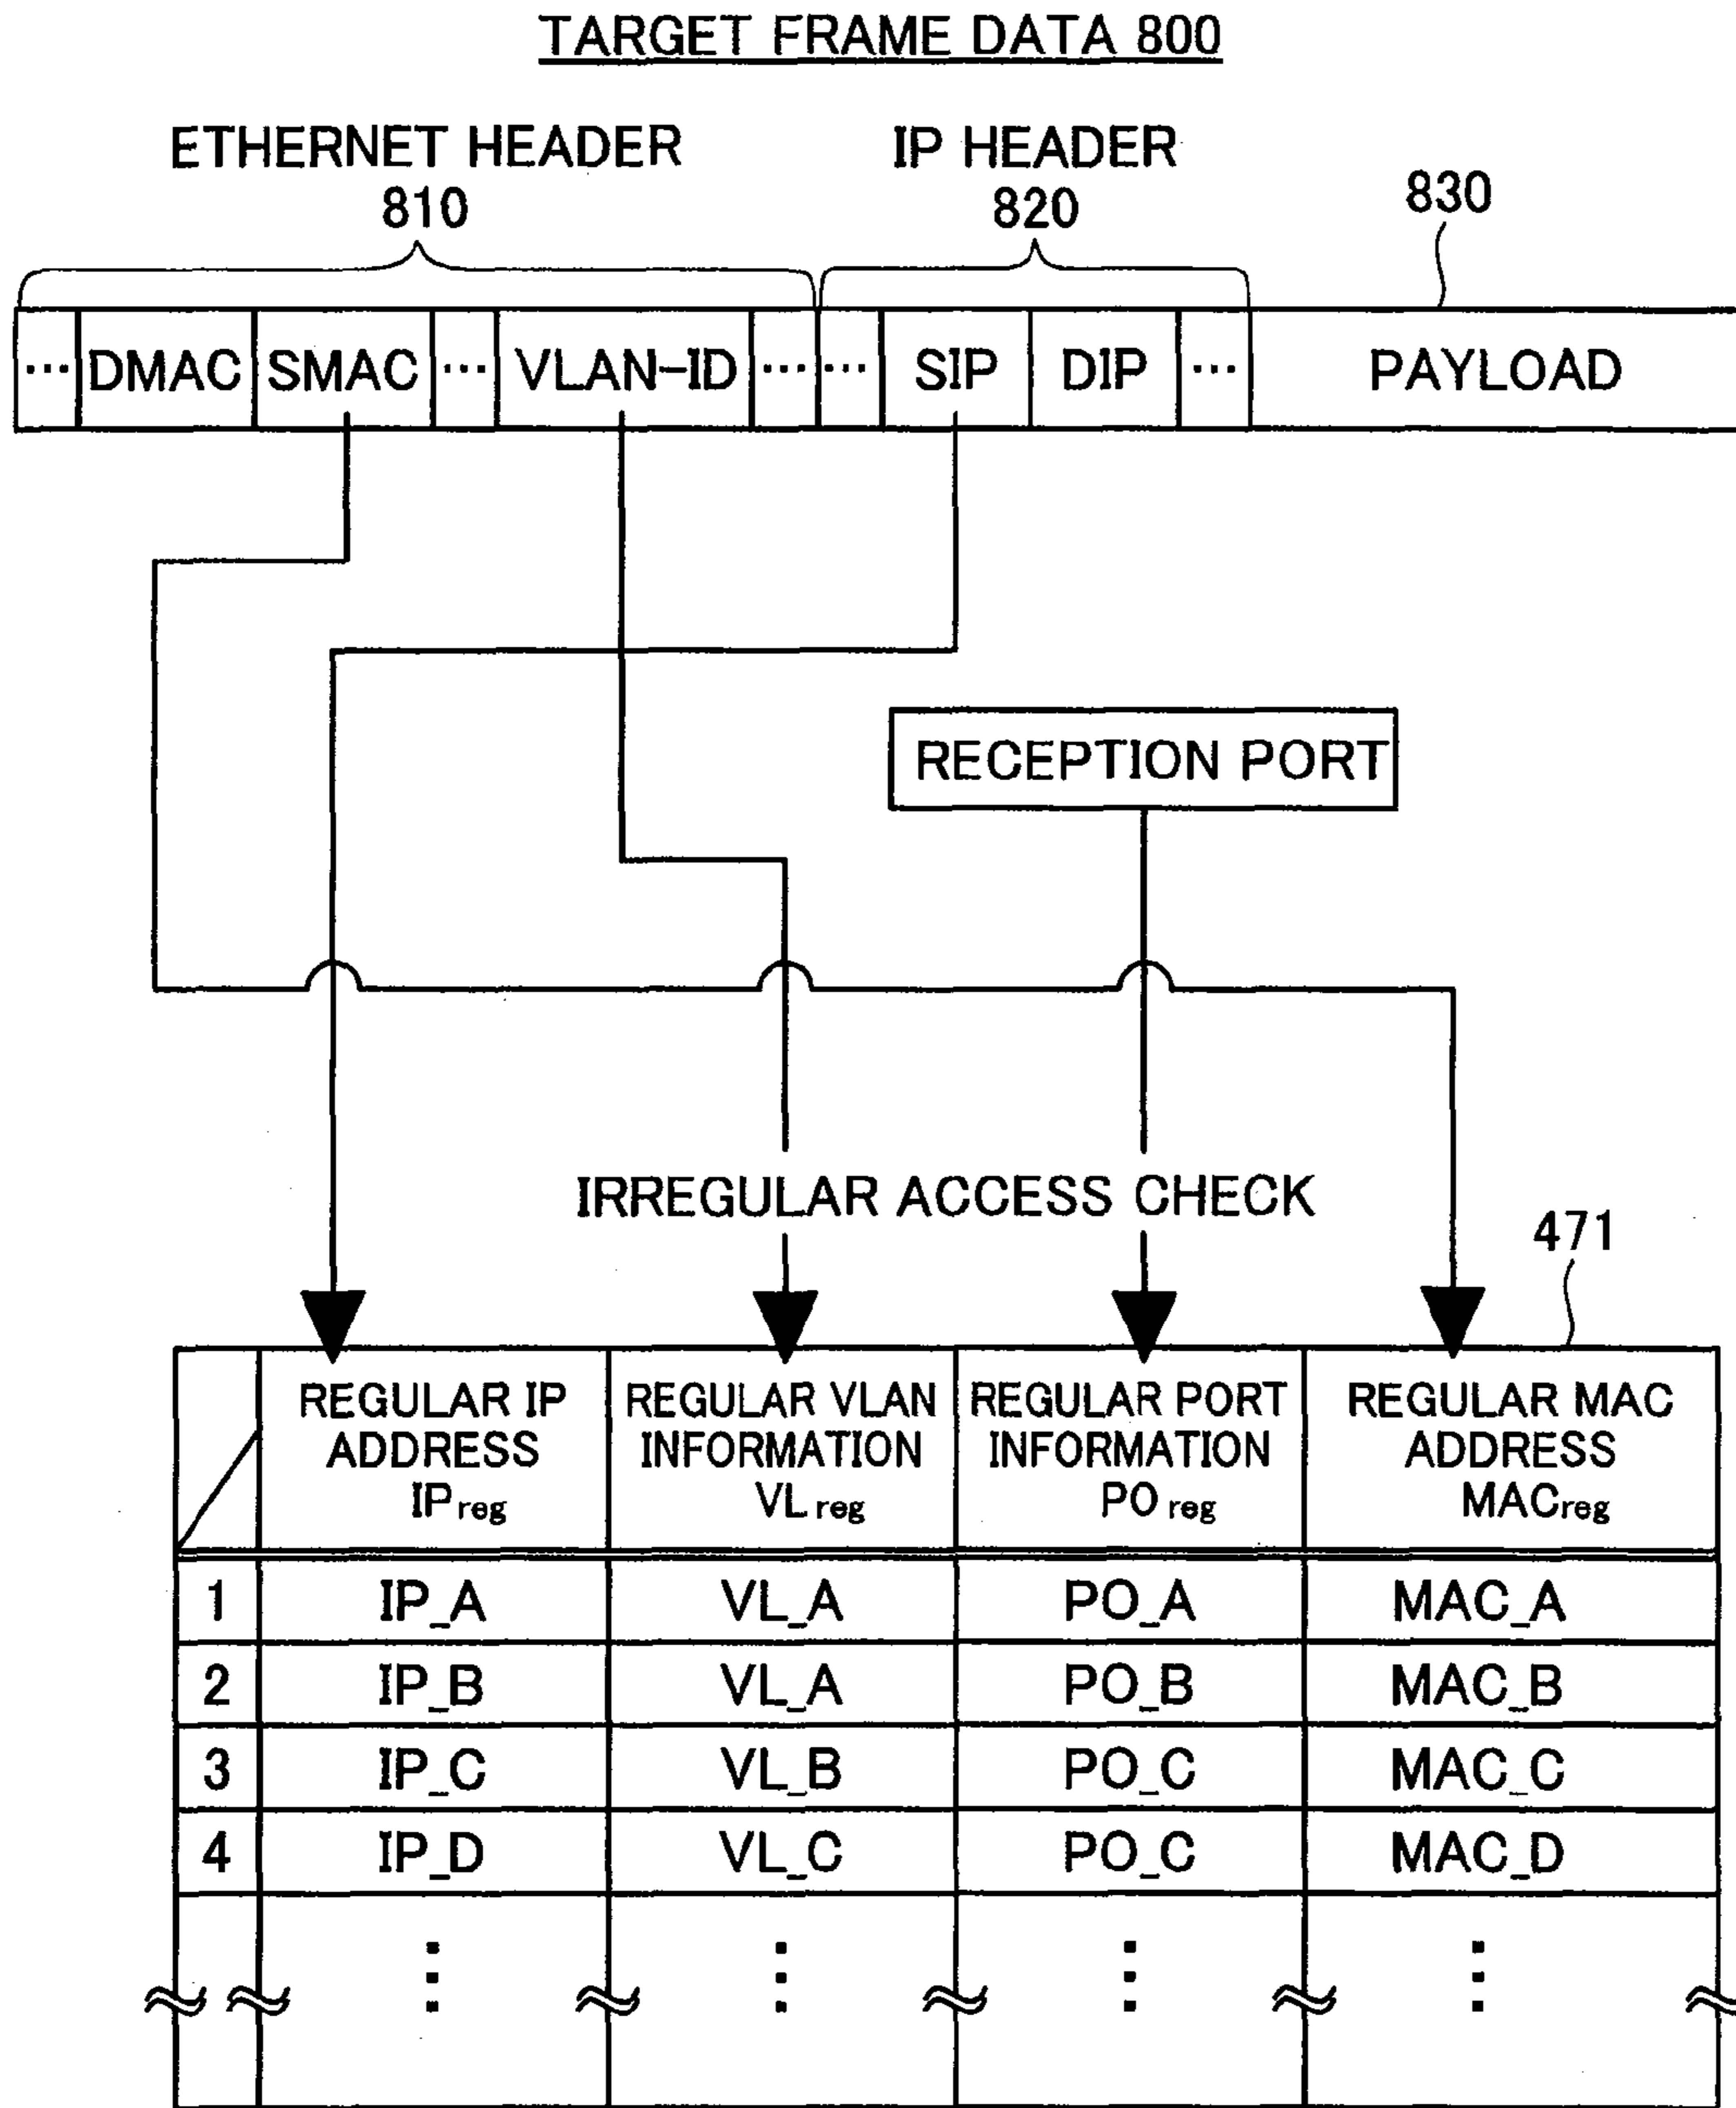 TARGET FRAME DATA 800
ETHERNET HEADER
810
IP HEADER
820
830
... DMAC SMAC ... VLAN-ID ... ... SIP DIP ... PAYLOAD
RECEPTION PORT
IRREGULAR ACCESS CHECK
471
REGULAR IP ADDRESS IPreg
REGULAR VLAN INFORMATION VLreg
REGULAR PORT INFORMATION POreg
REGULAR MAC ADDRESS MACreg
1 IP_A VL_A PO_A MAC_A
2 IP_B VL_A PO_B MAC_B
3 IP_C VL_B PO_C MAC_C
4 IP_D VL_C PO_C MAC_D